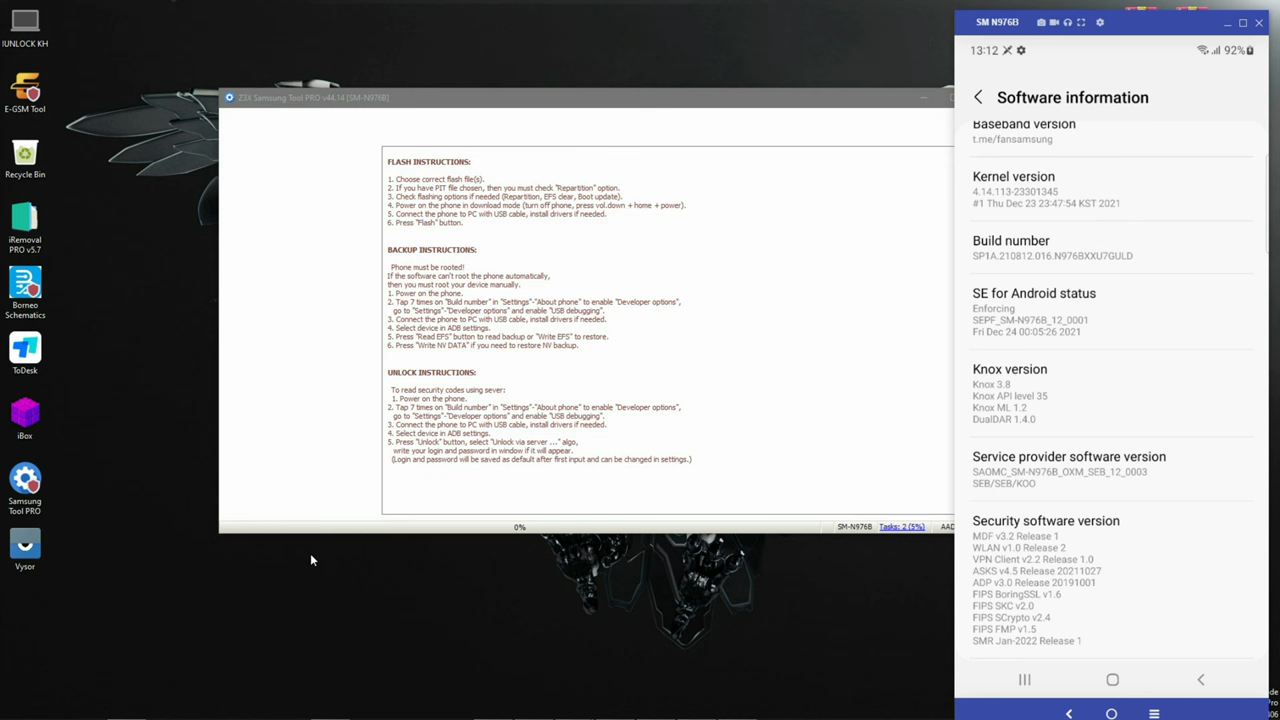 IUNLOCK KH
E-GSM Tool
Recycle Bin
iRemoval
PRO v5.7
Borneo
Schematics
ToDesk
iBox
Samsung
Tool PRO
Vysor
Z3X Samsung Tool PRO v44.14 [SM-N976B]
FLASH INSTRUCTIONS:
1. Choose correct flash file(s).
2. If you have PIT file chosen, then you must check "Repartition" option.
3. Check flashing options if needed (Repartition, EFS clear, Boot update).
4. Power on the phone in download mode (turn off phone, press vol.down + home + power).
5. Connect the phone to PC with USB cable, install drivers if needed.
6. Press "Flash" button.
BACKUP INSTRUCTIONS:
Phone must be rooted!
If the software can't root the phone automatically,
then you must root your device manually.
1. Power on the phone.
2. Tap 7 times on "Build number" in "Settings"-"About phone" to enable "Developer options",
go to "Settings"-"Developer options" and enable "USB debugging".
3. Connect the phone to PC with USB cable, install drivers if needed.
4. Select device in ADB settings.
5. Press "Read EFS" button to read backup or "Write EFS" to restore.
6. Press "Write NV DATA" if you need to restore NV backup.
UNLOCK INSTRUCTIONS:
To read security codes using sever:
1. Power on the phone.
2. Tap 7 times on "Build number" in "Settings"-"About phone" to enable "Developer options",
go to "Settings"-"Developer options" and enable "USB debugging".
3. Connect the phone to PC with USB cable, install drivers if needed.
4. Select device in ADB settings.
5. Press "Unlock" button, select "Unlock via server ..." algo,
write your login and password in window if it will appear.
(Login and password will be saved as default after first input and can be changed in settings.)
0%
SM-N976B Tasks: 2 (5%) AAD
SM N976B
13:12 92%
Software information
Baseband version
t.me/fansamsung
Kernel version
4.14.113-23301345
#1 Thu Dec 23 23:47:54 KST 2021
Build number
SP1A.210812.016.N976BXXU7GULD
SE for Android status
Enforcing
SEPF_SM-N976B_12_0001
Fri Dec 24 00:05:26 2021
Knox version
Knox 3.8
Knox API level 35
Knox ML 1.2
DualDAR 1.4.0
Service provider software version
SAOMC_SM-N976B_OXM_SEB_12_0003
SEB/SEB/KOO
Security software version
MDF v3.2 Release 1
WLAN v1.0 Release 2
VPN Client v2.2 Release 1.0
ASKS v4.5 Release 20211027
ADP v3.0 Release 20191001
FIPS BoringSSL v1.6
FIPS SKC v2.0
FIPS SCrypto v2.4
FIPS FMP v1.5
SMR Jan-2022 Release 1